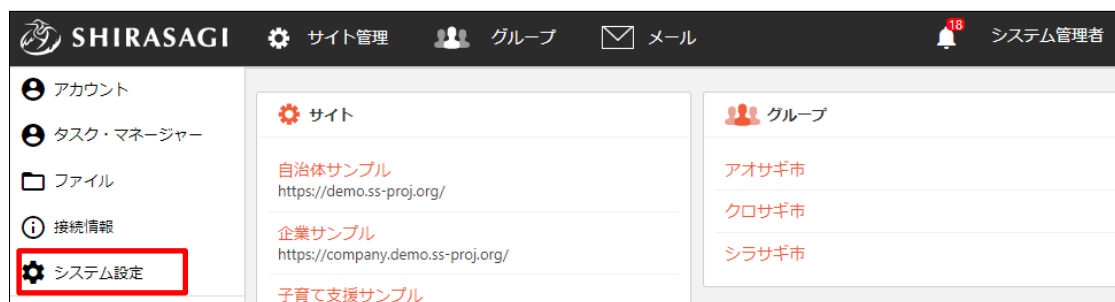 SHIRASAGI サイト管理 グループ メール 18 システム管理者
アカウント
タスク・マネージャー
ファイル
接続情報
システム設定
サイト
自治体サンプル
https://demo.ss-proj.org/
企業サンプル
https://company.demo.ss-proj.org/
子育て支援サンプル
グループ
アオサギ市
クロサギ市
シラサギ市